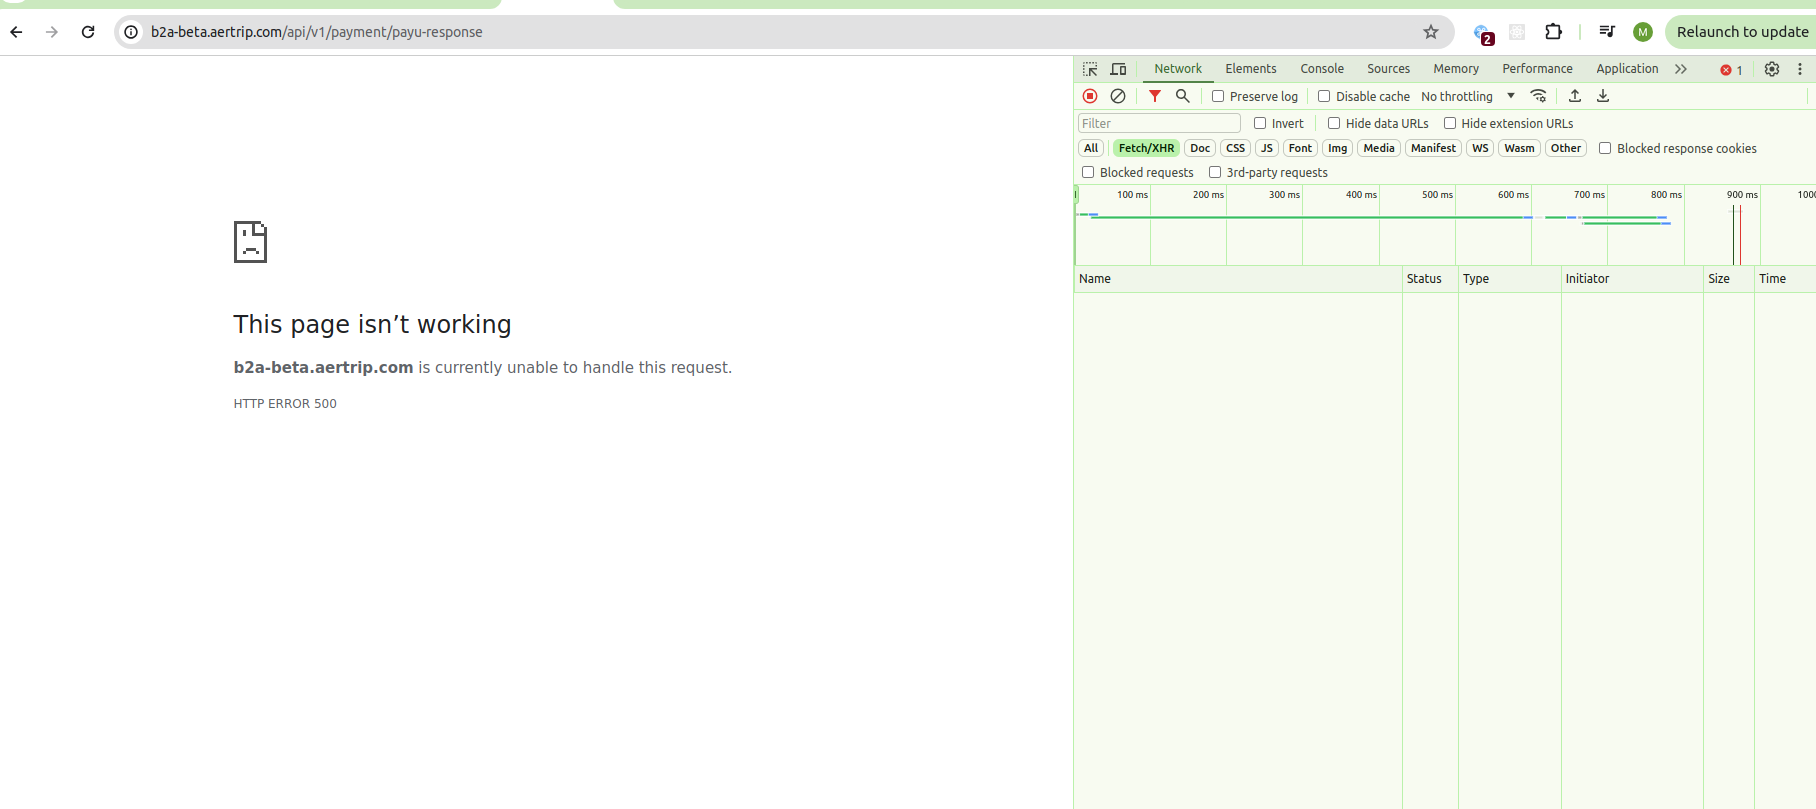 b2a-beta.aertrip.com/api/v1/payment/payu-response
2
M
Relaunch to update
Network Elements Console Sources Memory Performance Application 1
Preserve log Disable cache No throttling
Filter Invert Hide data URLs Hide extension URLs
All Fetch/XHR Doc CSS JS Font Img Media Manifest WS Wasm Other Blocked response cookies
Blocked requests 3rd-party requests
100 ms 200 ms 300 ms 400 ms 500 ms 600 ms 700 ms 800 ms 900 ms 1000
Name Status Type Initiator Size Time
This page isn’t working
b2a-beta.aertrip.com is currently unable to handle this request.
HTTP ERROR 500